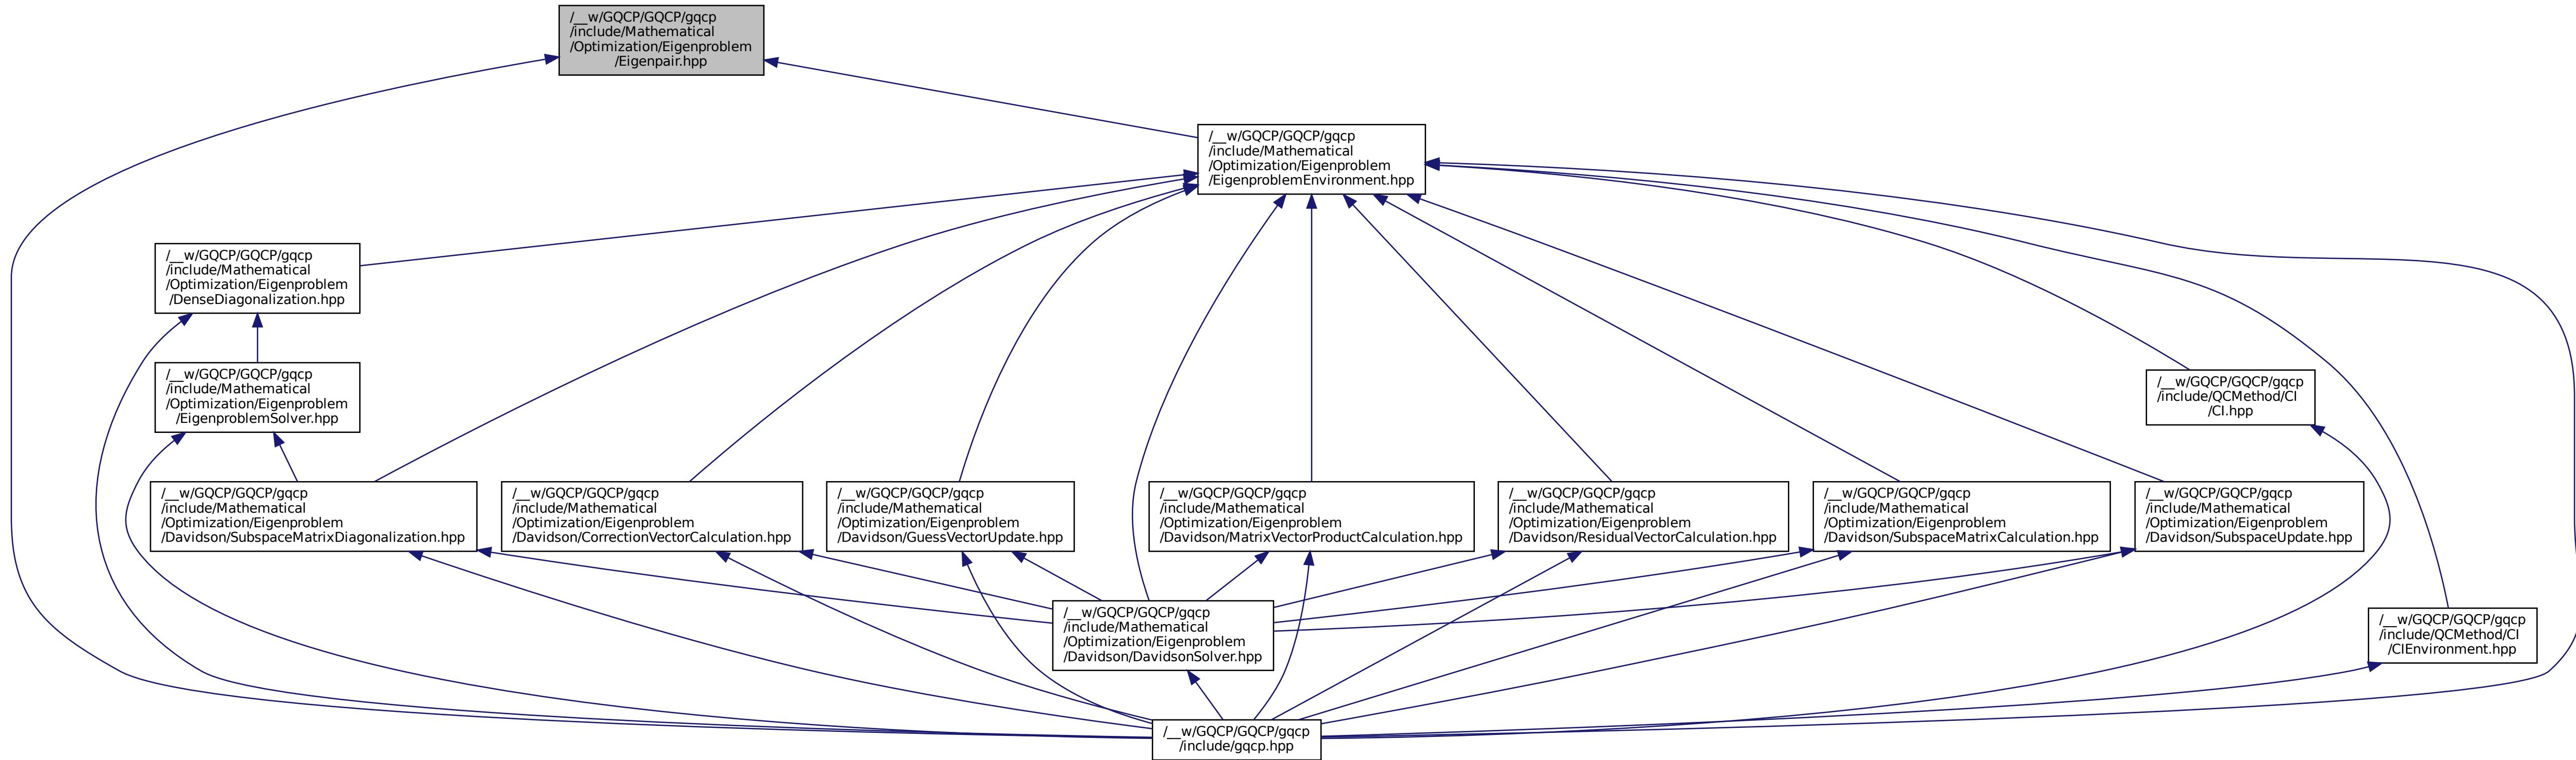 /__w/GQCP/GQCP/gqcp
/include/Mathematical
/Optimization/Eigenproblem
/Eigenpair.hpp
/__w/GQCP/GQCP/gqcp
/include/Mathematical
/Optimization/Eigenproblem
/EigenproblemEnvironment.hpp
/__w/GQCP/GQCP/gqcp
/include/Mathematical
/Optimization/Eigenproblem
/DenseDiagonalization.hpp
/__w/GQCP/GQCP/gqcp
/include/Mathematical
/Optimization/Eigenproblem
/EigenproblemSolver.hpp
/__w/GQCP/GQCP/gqcp
/include/QCMethod/CI
/CI.hpp
/__w/GQCP/GQCP/gqcp
/include/Mathematical
/Optimization/Eigenproblem
/Davidson/SubspaceMatrixDiagonalization.hpp
/__w/GQCP/GQCP/gqcp
/include/Mathematical
/Optimization/Eigenproblem
/Davidson/CorrectionVectorCalculation.hpp
/__w/GQCP/GQCP/gqcp
/include/Mathematical
/Optimization/Eigenproblem
/Davidson/GuessVectorUpdate.hpp
/__w/GQCP/GQCP/gqcp
/include/Mathematical
/Optimization/Eigenproblem
/Davidson/MatrixVectorProductCalculation.hpp
/__w/GQCP/GQCP/gqcp
/include/Mathematical
/Optimization/Eigenproblem
/Davidson/ResidualVectorCalculation.hpp
/__w/GQCP/GQCP/gqcp
/include/Mathematical
/Optimization/Eigenproblem
/Davidson/SubspaceMatrixCalculation.hpp
/__w/GQCP/GQCP/gqcp
/include/Mathematical
/Optimization/Eigenproblem
/Davidson/SubspaceUpdate.hpp
/__w/GQCP/GQCP/gqcp
/include/Mathematical
/Optimization/Eigenproblem
/Davidson/DavidsonSolver.hpp
/__w/GQCP/GQCP/gqcp
/include/QCMethod/CI
/CIEnvironment.hpp
/__w/GQCP/GQCP/gqcp
/include/gqcp.hpp